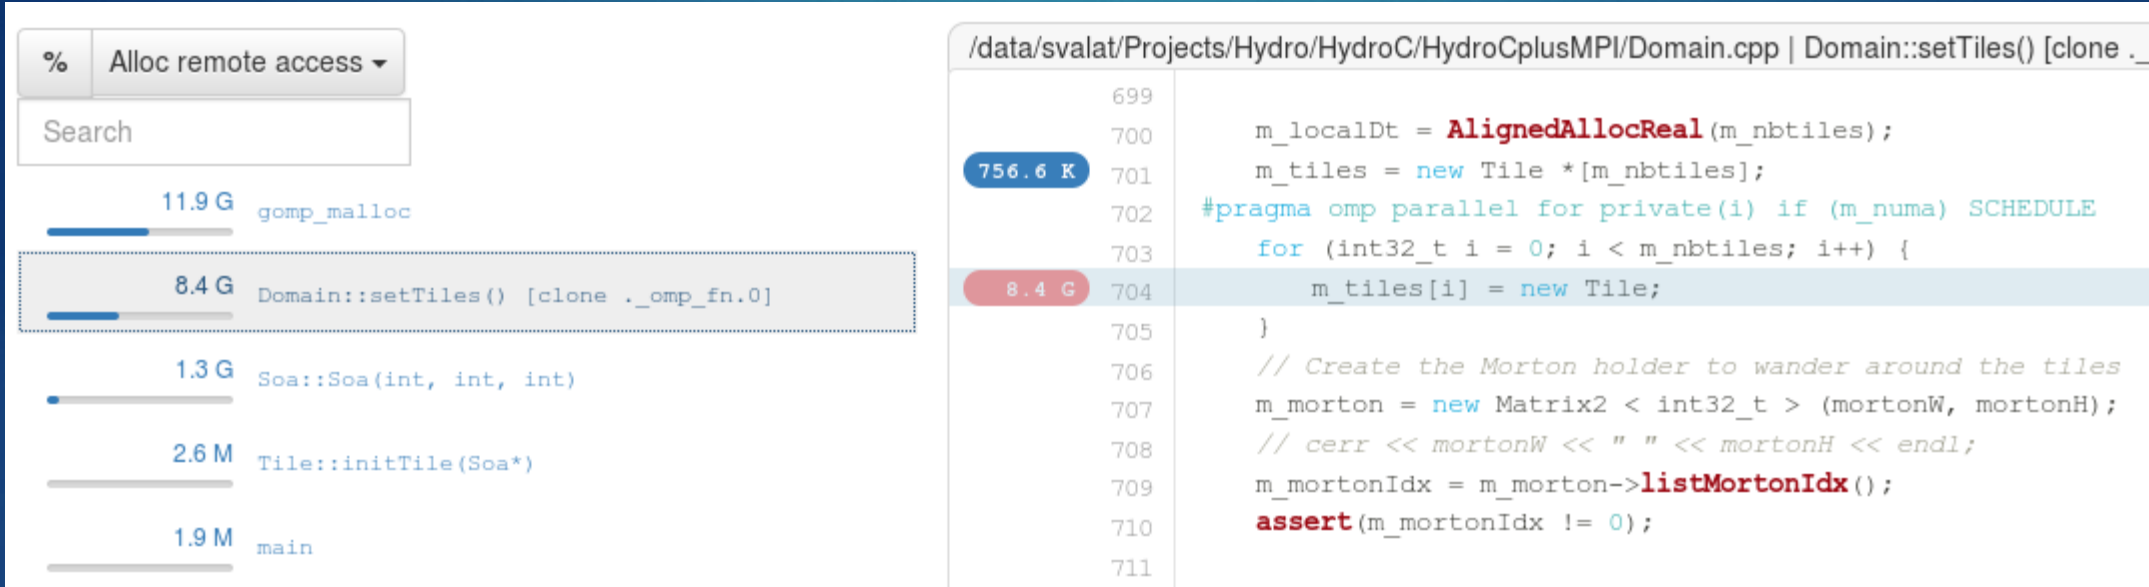 % Alloc remote access
Search
11.9 G gomp_malloc
8.4 G Domain::setTiles() [clone ._omp_fn.0]
1.3 G Soa::Soa(int, int, int)
2.6 M Tile::initTile(Soa*)
1.9 M main
/data/svalat/Projects/Hydro/HydroC/HydroCplusMPI/Domain.cpp | Domain::setTiles() [clone ._
699
700 m_localDt = AlignedAllocReal(m_nbtiles);
756.6 K 701 m_tiles = new Tile *[m_nbtiles];
702 #pragma omp parallel for private(i) if (m_numa) SCHEDULE
703 for (int32_t i = 0; i < m_nbtiles; i++) {
8.4 G 704 m_tiles[i] = new Tile;
705 }
706 // Create the Morton holder to wander around the tiles
707 m_morton = new Matrix2 < int32_t > (mortonW, mortonH);
708 // cerr << mortonW << " " << mortonH << endl;
709 m_mortonIdx = m_morton->listMortonIdx();
710 assert(m_mortonIdx != 0);
711